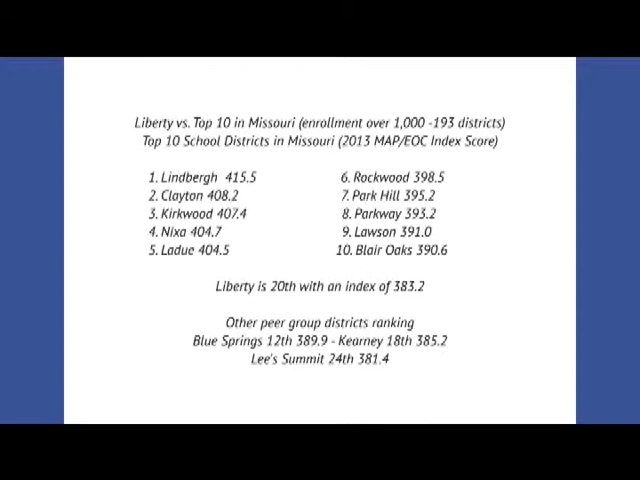 Liberty vs. Top 10 in Missouri (enrollment over 1,000 -193 districts)
Top 10 School Districts in Missouri (2013 MAP/EOC Index Score)
1. Lindbergh 415.5
2. Clayton 408.2
3. Kirkwood 407.4
4. Nixa 404.7
5. Ladue 404.5
6. Rockwood 398.5
7. Park Hill 395.2
8. Parkway 393.2
9. Lawson 391.0
10. Blair Oaks 390.6
Liberty is 20th with an index of 383.2
Other peer group districts ranking
Blue Springs 12th 389.9 - Kearney 18th 385.2
Lee's Summit 24th 381.4